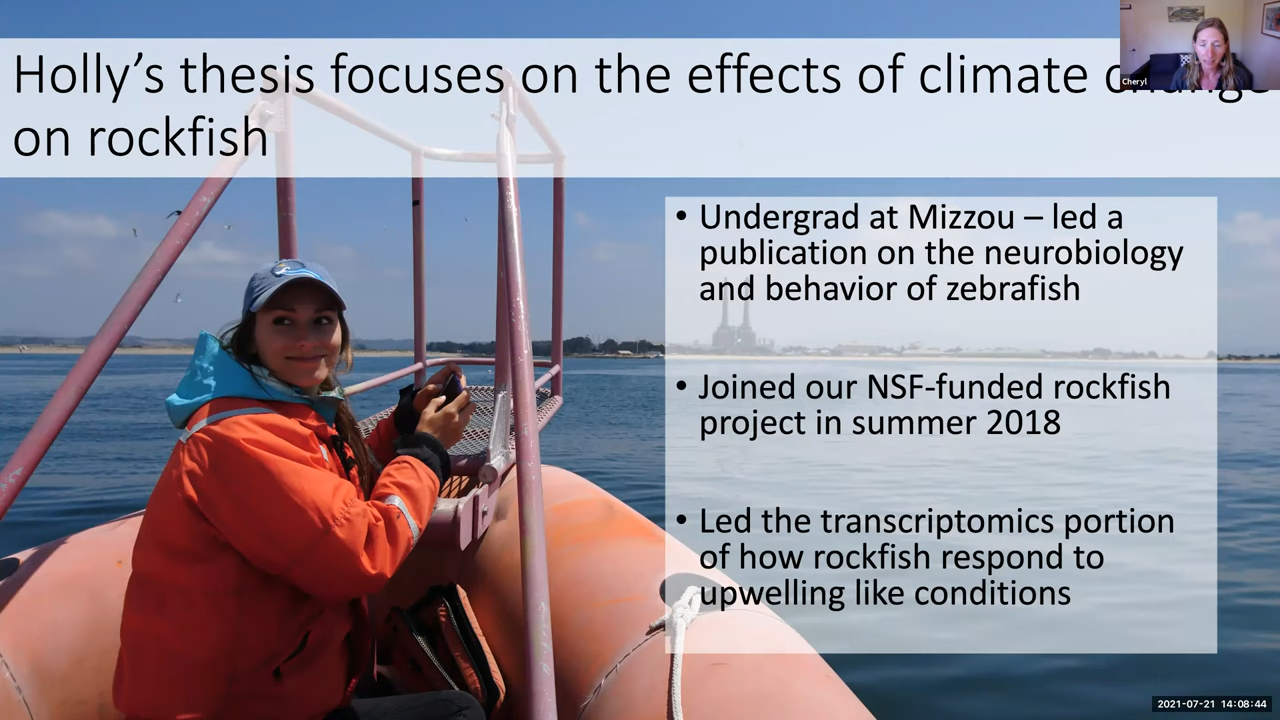 Holly's thesis focuses on the effects of climate change
on rockfish
Cheryl
• Undergrad at Mizzou – led a
publication on the neurobiology
and behavior of zebrafish
• Joined our NSF-funded rockfish
project in summer 2018
• Led the transcriptomics portion
of how rockfish respond to
upwelling like conditions
2021-07-21 14:08:44